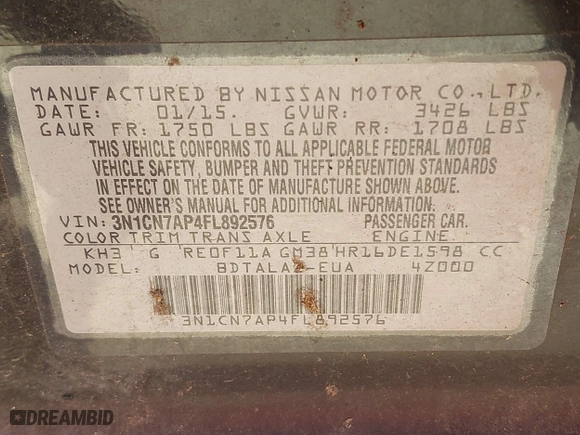 MANUFACTURED BY NISSAN MOTOR CO.,LTD.
DATE: 01/15. GVWR: 3426 LBS
GAWR FR: 1750 LBS GAWR RR: 1708 LBS
THIS VEHICLE CONFORMS TO ALL APPLICABLE FEDERAL MOTOR
VEHICLE SAFETY, BUMPER AND THEFT PREVENTION STANDARDS
IN EFFECT ON THE DATE OF MANUFACTURE SHOWN ABOVE.
SEE OWNER'S MANUAL FOR ADDITIONAL INFORMATION.
VIN: 3N1CN7AP4FL892576 PASSENGER CAR.
COLOR TRIM TRANS AXLE ENGINE
KH3 G RE0F11A GM38 HR16DE1598 CC
MODEL: 4Z000
3N1CN7AP4FL892576
DREAMBID